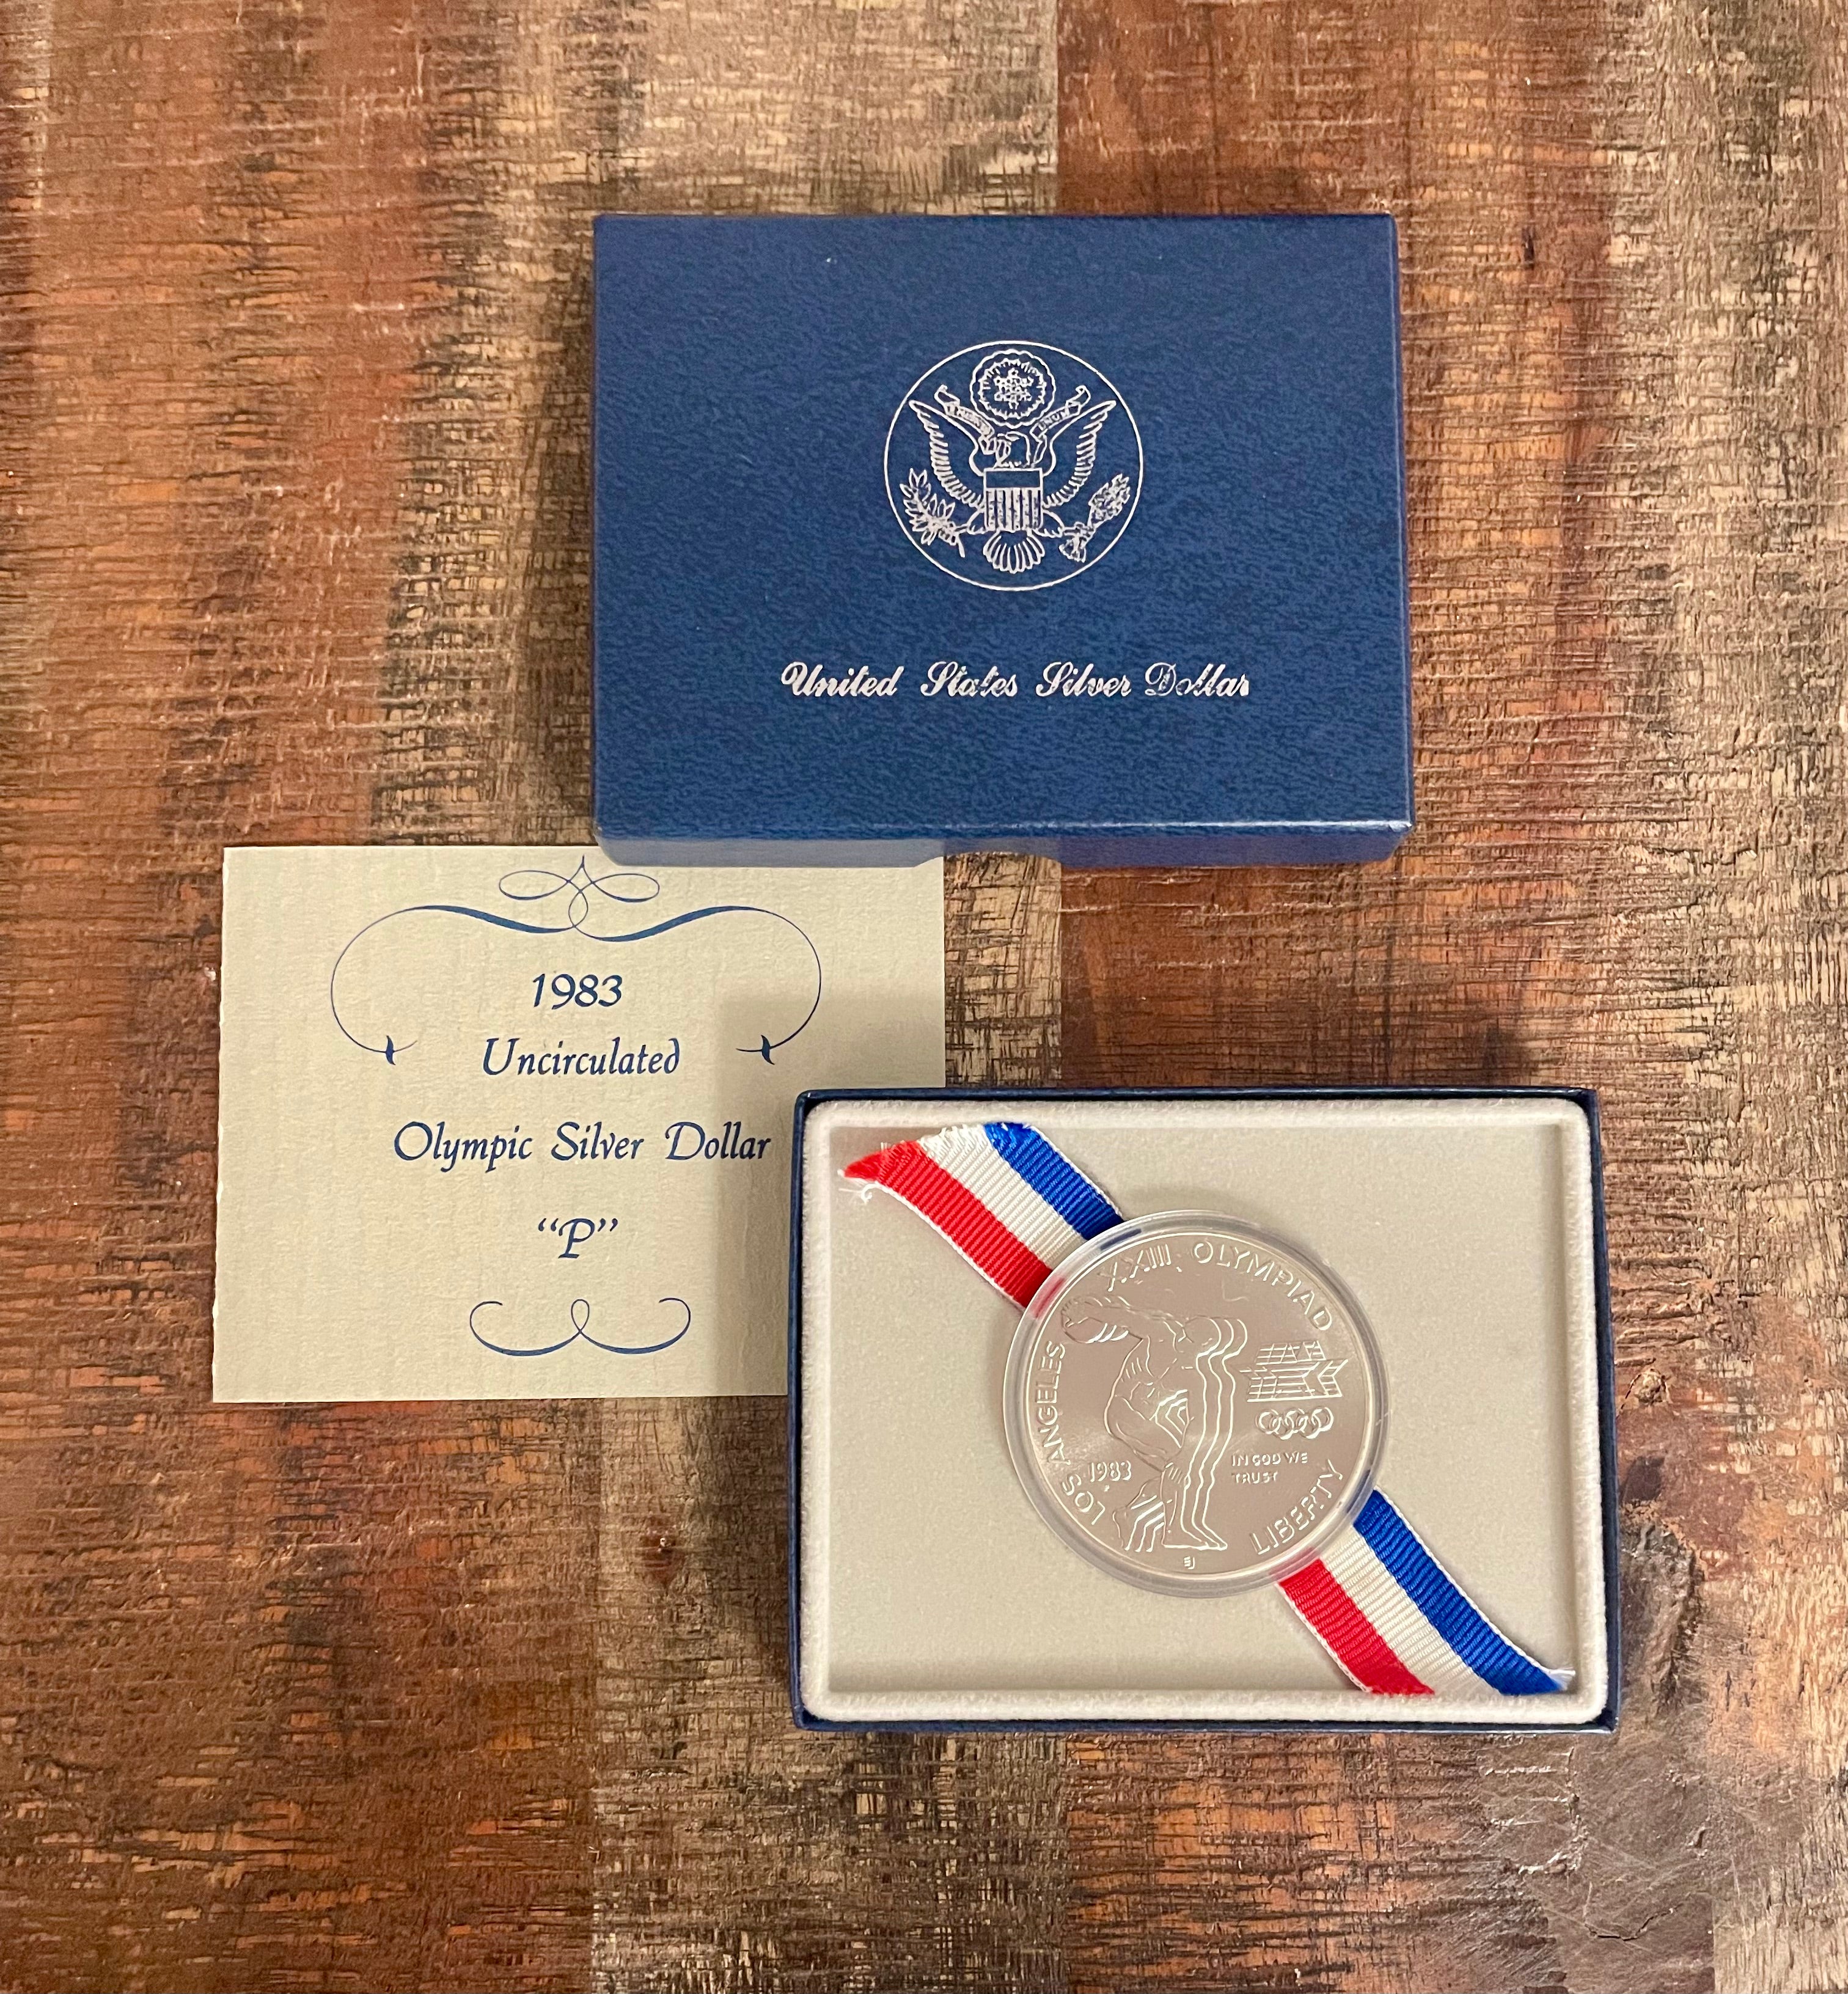 United States Silver Dollar
1983
Uncirculated
Olympic Silver Dollar
“P”
XXIII OLYMPIAD
LOS ANGELES
1983
IN GOD WE
TRUST
LIBERTY